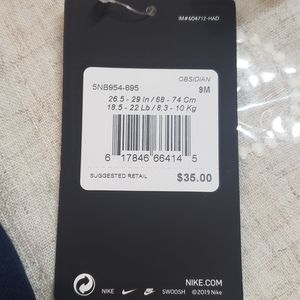 IM#604712-HAD
OBSIDIAN
5NB954-695 9M
26.5 - 29 In / 68 - 74 Cm
18.5 - 22 Lb / 8.3 - 10 Kg
6 17846 66414 5
SUGGESTED RETAIL $35.00
NIKE.COM
NIKE SWOOSH ©2019 Nike